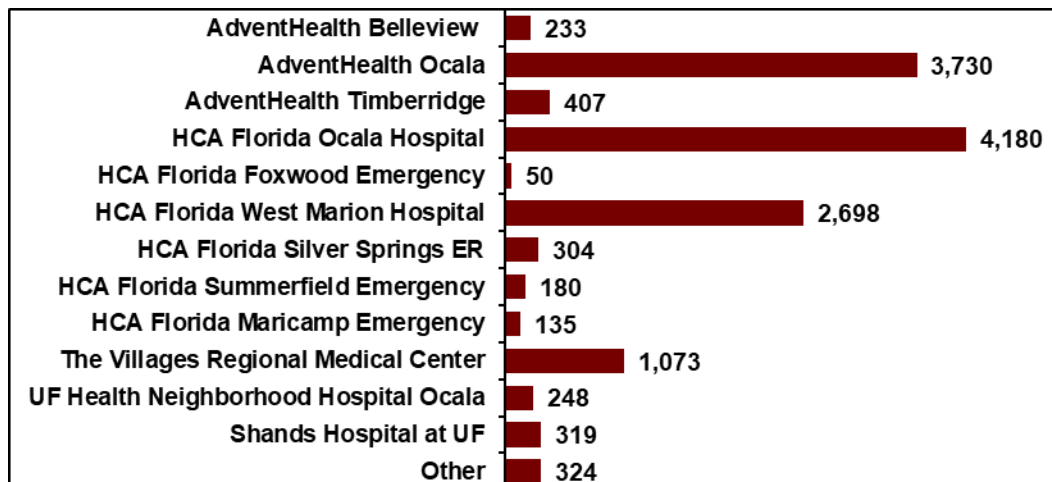 AdventHealth Belleview 233
AdventHealth Ocala 3,730
AdventHealth Timberridge 407
HCA Florida Ocala Hospital 4,180
HCA Florida Foxwood Emergency 50
HCA Florida West Marion Hospital 2,698
HCA Florida Silver Springs ER 304
HCA Florida Summerfield Emergency 180
HCA Florida Maricamp Emergency 135
The Villages Regional Medical Center 1,073
UF Health Neighborhood Hospital Ocala 248
Shands Hospital at UF 319
Other 324